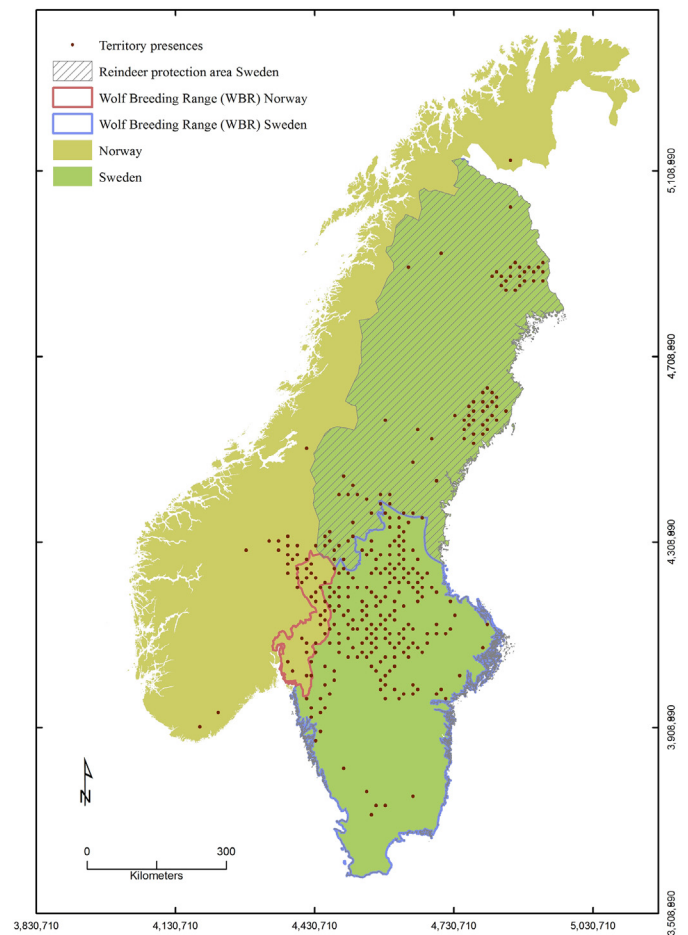 Territory presences
Reindeer protection area Sweden
Wolf Breeding Range (WBR) Norway
Wolf Breeding Range (WBR) Sweden
Norway
Sweden
5,108,890
4,708,890
4,308,890
3,908,890
3,508,890
N
0 300
Kilometers
3,830,710 4,130,710 4,430,710 4,730,710 5,030,710